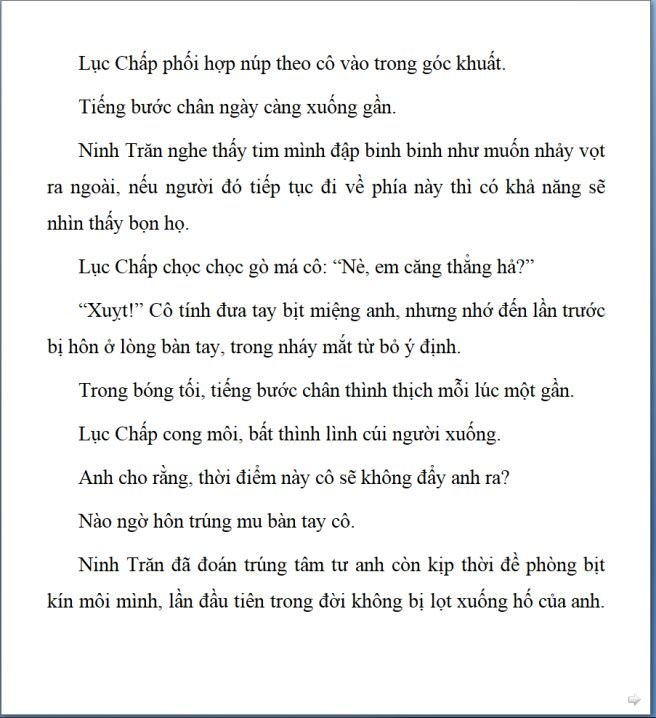 Lục Chấp phối hợp núp theo cô vào trong góc khuất.
Tiếng bước chân ngày càng xuống gần.
Ninh Trăn nghe thấy tim mình đập binh binh như muốn nhảy vọt
ra ngoài, nếu người đó tiếp tục đi về phía này thì có khả năng sẽ
nhìn thấy bọn họ.
Lục Chấp chọc chọc gò má cô: “Nè, em căng thẳng hả?”
“Xuỵt!” Cô tính đưa tay bịt miệng anh, nhưng nhớ đến lần trước
bị hôn ở lòng bàn tay, trong nháy mắt từ bỏ ý định.
Trong bóng tối, tiếng bước chân thình thịch mỗi lúc một gần.
Lục Chấp cong môi, bất thình lình cúi người xuống.
Anh cho rằng, thời điểm này cô sẽ không đẩy anh ra?
Nào ngờ hôn trúng mu bàn tay cô.
Ninh Trăn đã đoán trúng tâm tư anh còn kịp thời đề phòng bịt
kín môi mình, lần đầu tiên trong đời không bị lọt xuống hố của anh.